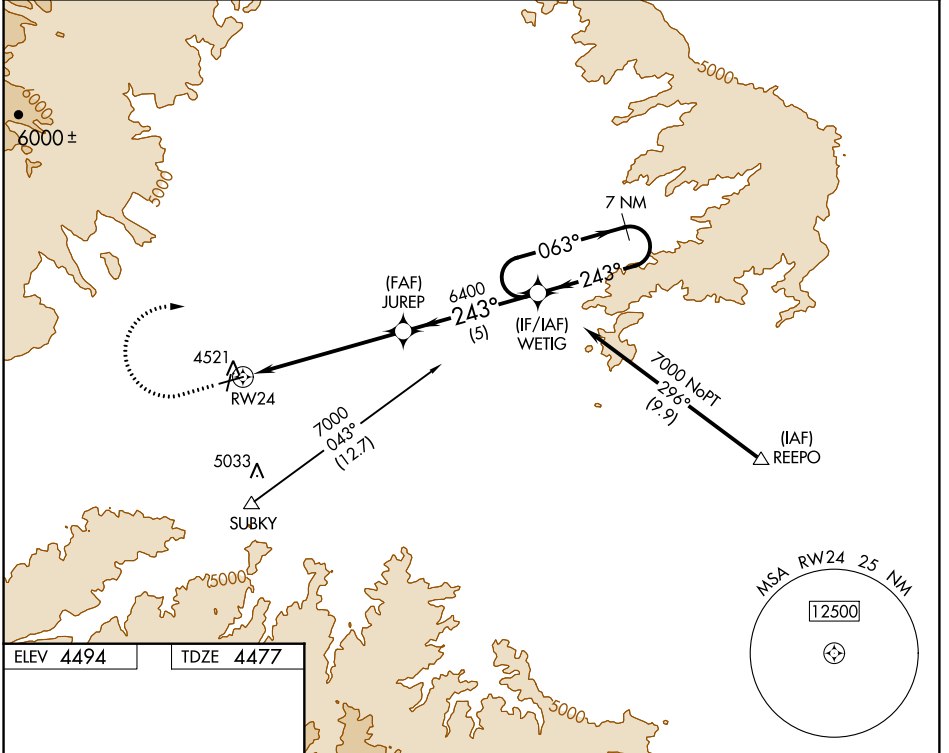 5000
6000
6000 ±
5000
7 NM
063°
243°
(FAF)
JUREP
6400
243°
(5)
(IF/IAF)
WETIG
4521
RW24
7000 NoPT
296°
(9.9)
7000
043°
(12.7)
(IAF)
REEPO
5033
SUBKY
5000
MSA RW24 25 NM
12500
ELEV 4494
TDZE 4477
5000